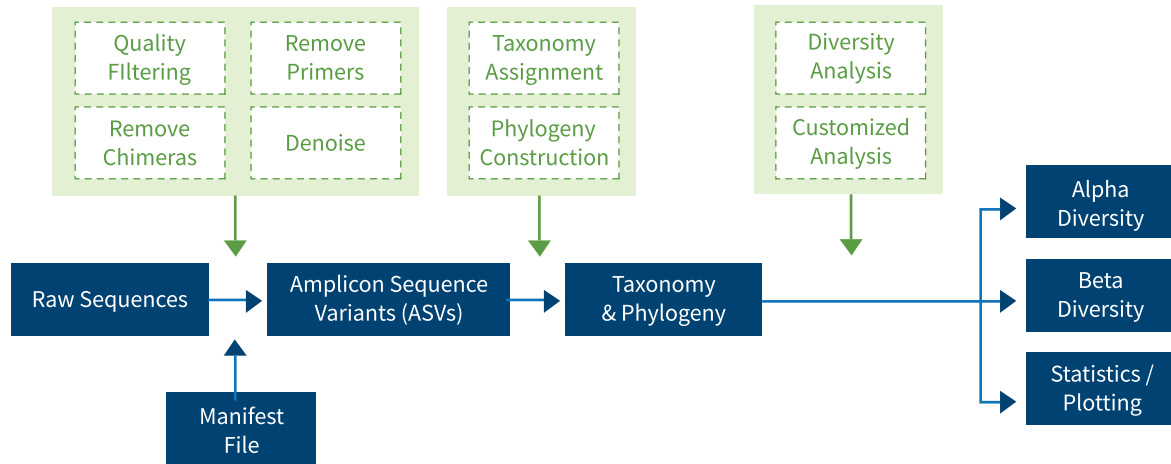 Quality
FIltering
Remove
Primers
Remove
Chimeras
Denoise
Taxonomy
Assignment
Phylogeny
Construction
Diversity
Analysis
Customized
Analysis
Raw Sequences
Amplicon Sequence
Variants (ASVs)
Taxonomy
& Phylogeny
Alpha
Diversity
Beta
Diversity
Statistics /
Plotting
Manifest
File